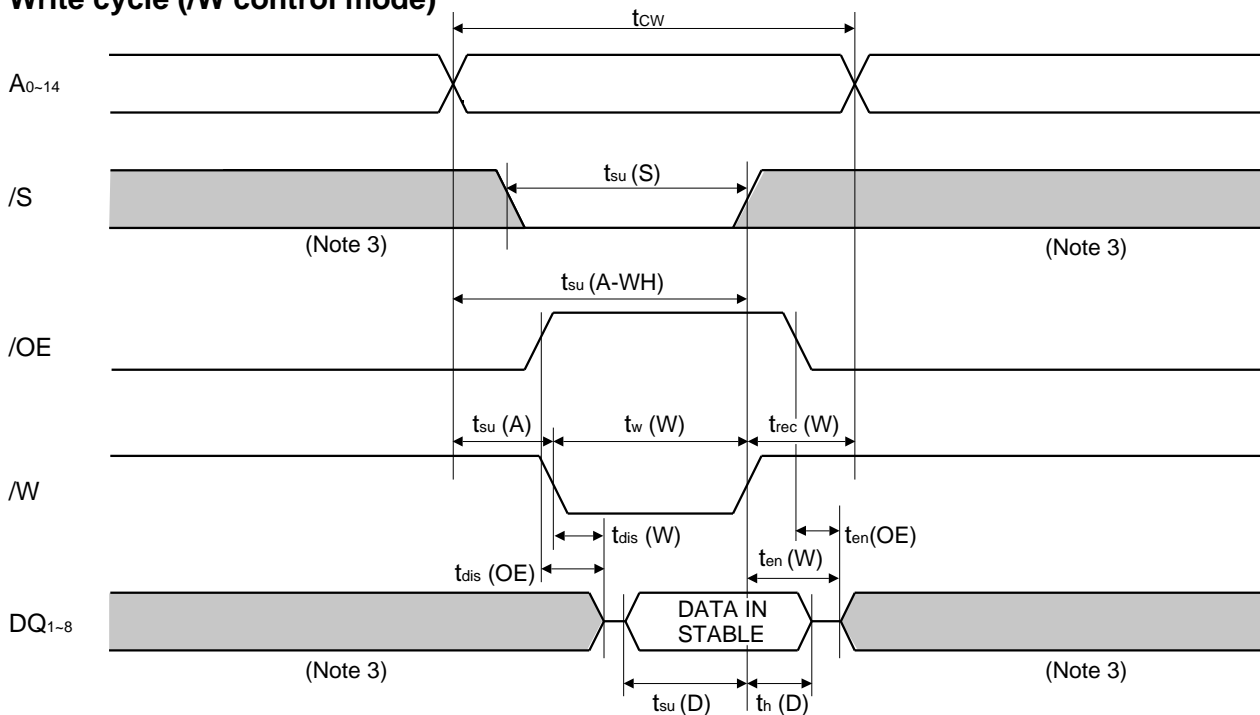 Write cycle (/W control mode)
tCW
A0~14
tsu (S)
/S
(Note 3)
(Note 3)
tsu (A-WH)
/OE
tsu (A)
tw (W)
trec (W)
/W
tdis (W)
ten(OE)
ten (W)
tdis (OE)
DATA IN
STABLE
DQ1~8
(Note 3)
(Note 3)
tsu (D)
th (D)